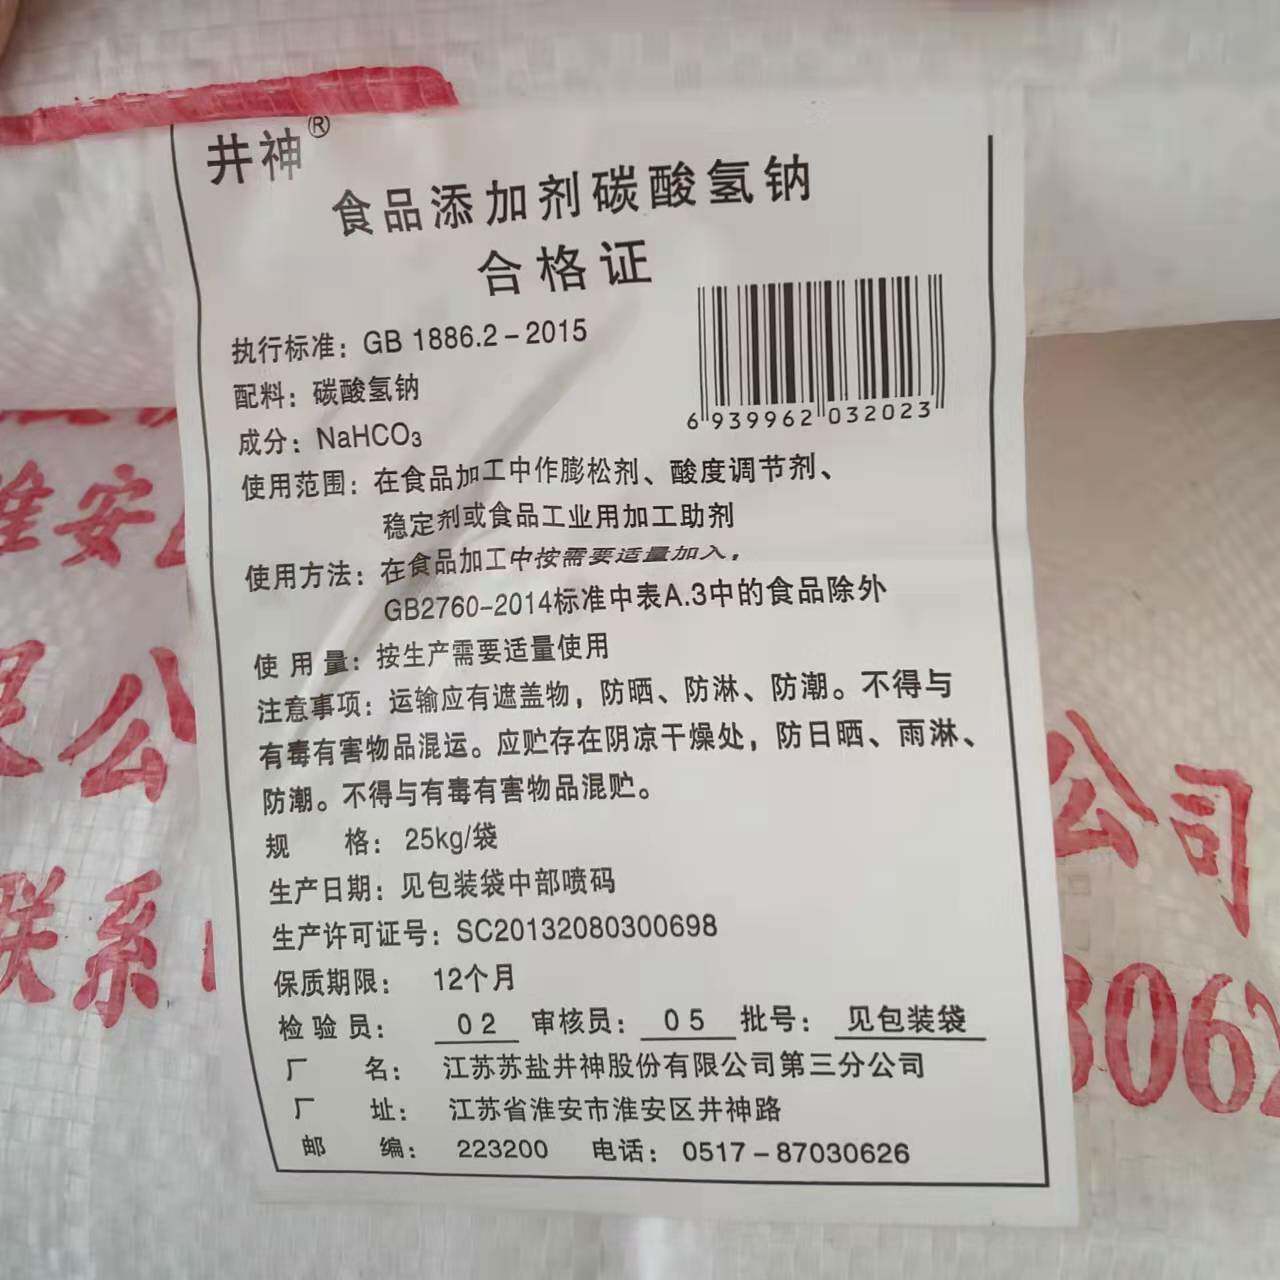 井神®
食品添加剂碳酸氢钠
合格证
执行标准：GB 1886.2－2015
配料：碳酸氢钠
成分：NaHCO₃
6 939962 032023
使用范围：在食品加工中作膨松剂、酸度调节剂、
稳定剂或食品工业用加工助剂
使用方法：在食品加工中按需要适量加入，
GB2760-2014标准中表A.3中的食品除外
使 用 量：按生产需要适量使用
注意事项：运输应有遮盖物，防晒、防淋、防潮。不得与
有毒有害物品混运。应贮存在阴凉干燥处，防日晒、雨淋、
防潮。不得与有毒有害物品混贮。
规 格：25kg/袋
生产日期：见包装袋中部喷码
生产许可证号：SC20132080300698
保质期限： 12个月
检 验 员： 0 2 审核员： 0 5 批号： 见包装袋
厂 名： 江苏苏盐井神股份有限公司第三分公司
厂 址： 江苏省淮安市淮安区井神路
邮 编： 223200 电话：0517－87030626
淮安
公
公司
联系
3062